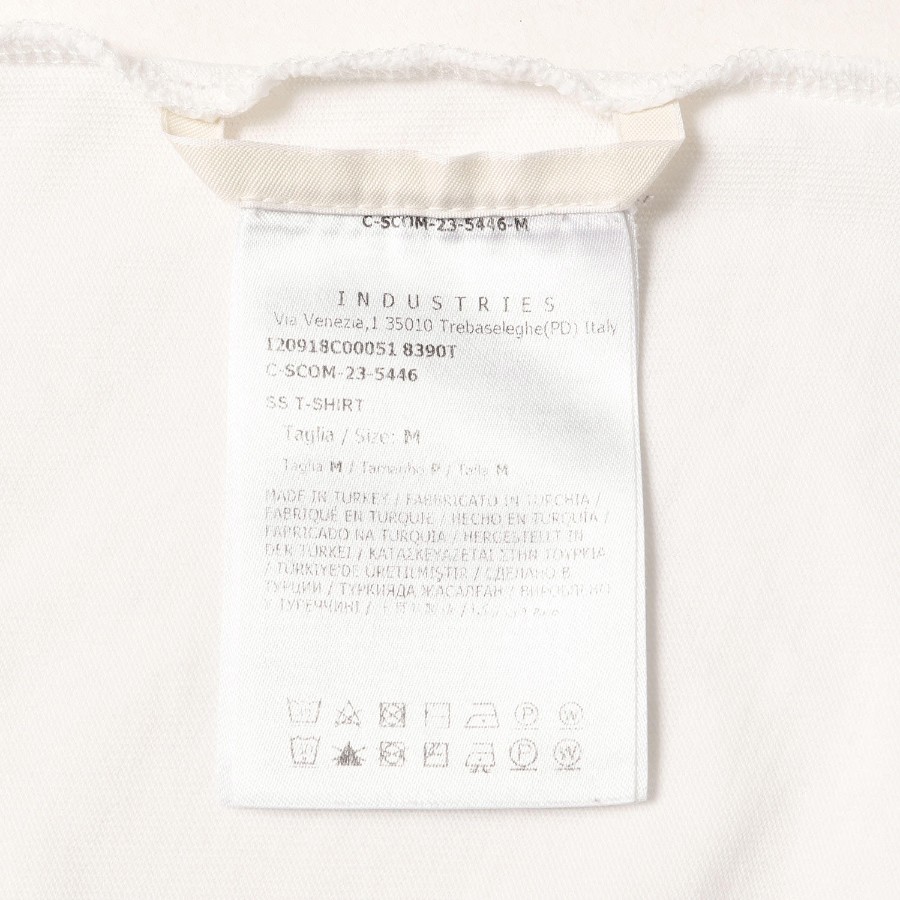 C-SCOM-23-5446-M
INDUSTRIES
Via Venezia,1 35010 Trebaseleghe(PD) Italy
120918C00051 8390T
C-SCOM-23-5446
SS T-SHIRT
Taglia / Size: M
Taglia M / Tamanho P / Talla M
MADE IN TURKEY / FABBRICATO IN TURCHIA /
FABRIQUÉ EN TURQUIE / HECHO EN TURQUIA /
FABRICADO NA TURQUIA / HERGESTELLT IN
DER TÜRKEI / ΚΑΤΑΣΚΕΥΑΖΕΤΑΙ ΣΤΗΝ ΤΟΥΡΚΙΑ
/ TÜRKİYE'DE ÜRETİLMİŞTİR / СДЕЛАНО В
ТУРЦИИ / ТУРКИЯДА ЖАСАЛҒАН / ВИРОБЛЕНО
У ТУРЕЧЧИНІ /